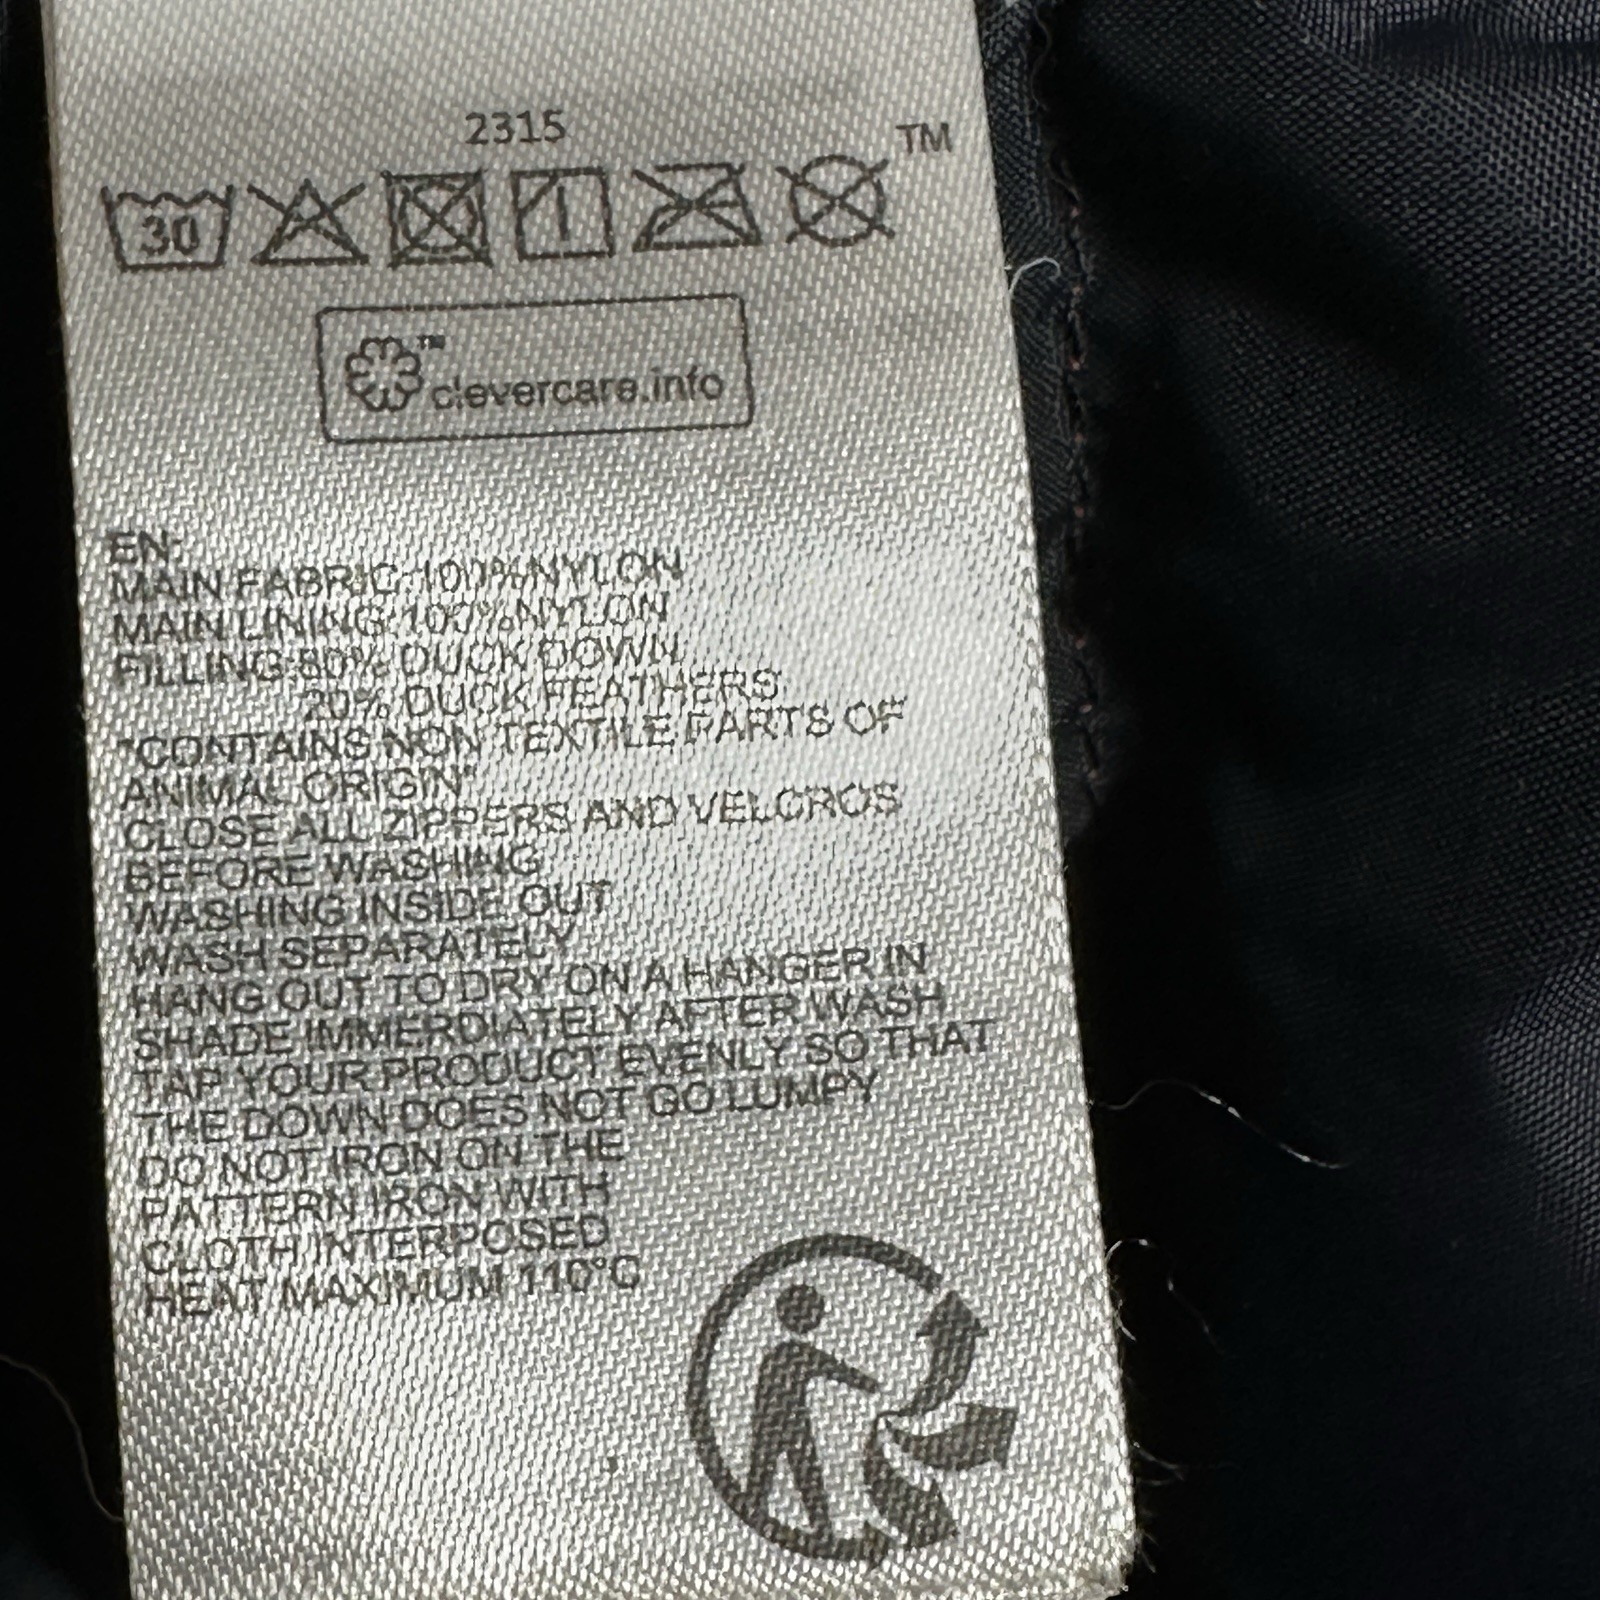 2315
TM
30
TM
clevercare.info
EN-
MAIN FABRIC-100%NYLON
MAIN LINING-100%NYLON
FILLING-80% DUCK DOWN
20% DUCK FEATHERS
"CONTAINS NON TEXTILE PARTS OF
ANIMAL ORIGIN"
CLOSE ALL ZIPPERS AND VELCROS
BEFORE WASHING
WASHING INSIDE OUT
WASH SEPARATELY
HANG OUT TO DRY ON A HANGER IN
SHADE IMMERDIATELY AFTER WASH
TAP YOUR PRODUCT EVENLY SO THAT
THE DOWN DOES NOT GO LUMPY
DO NOT IRON ON THE
PATTERN IRON WITH
CLOTH INTERPOSED
HEAT MAXIMUM 110°C